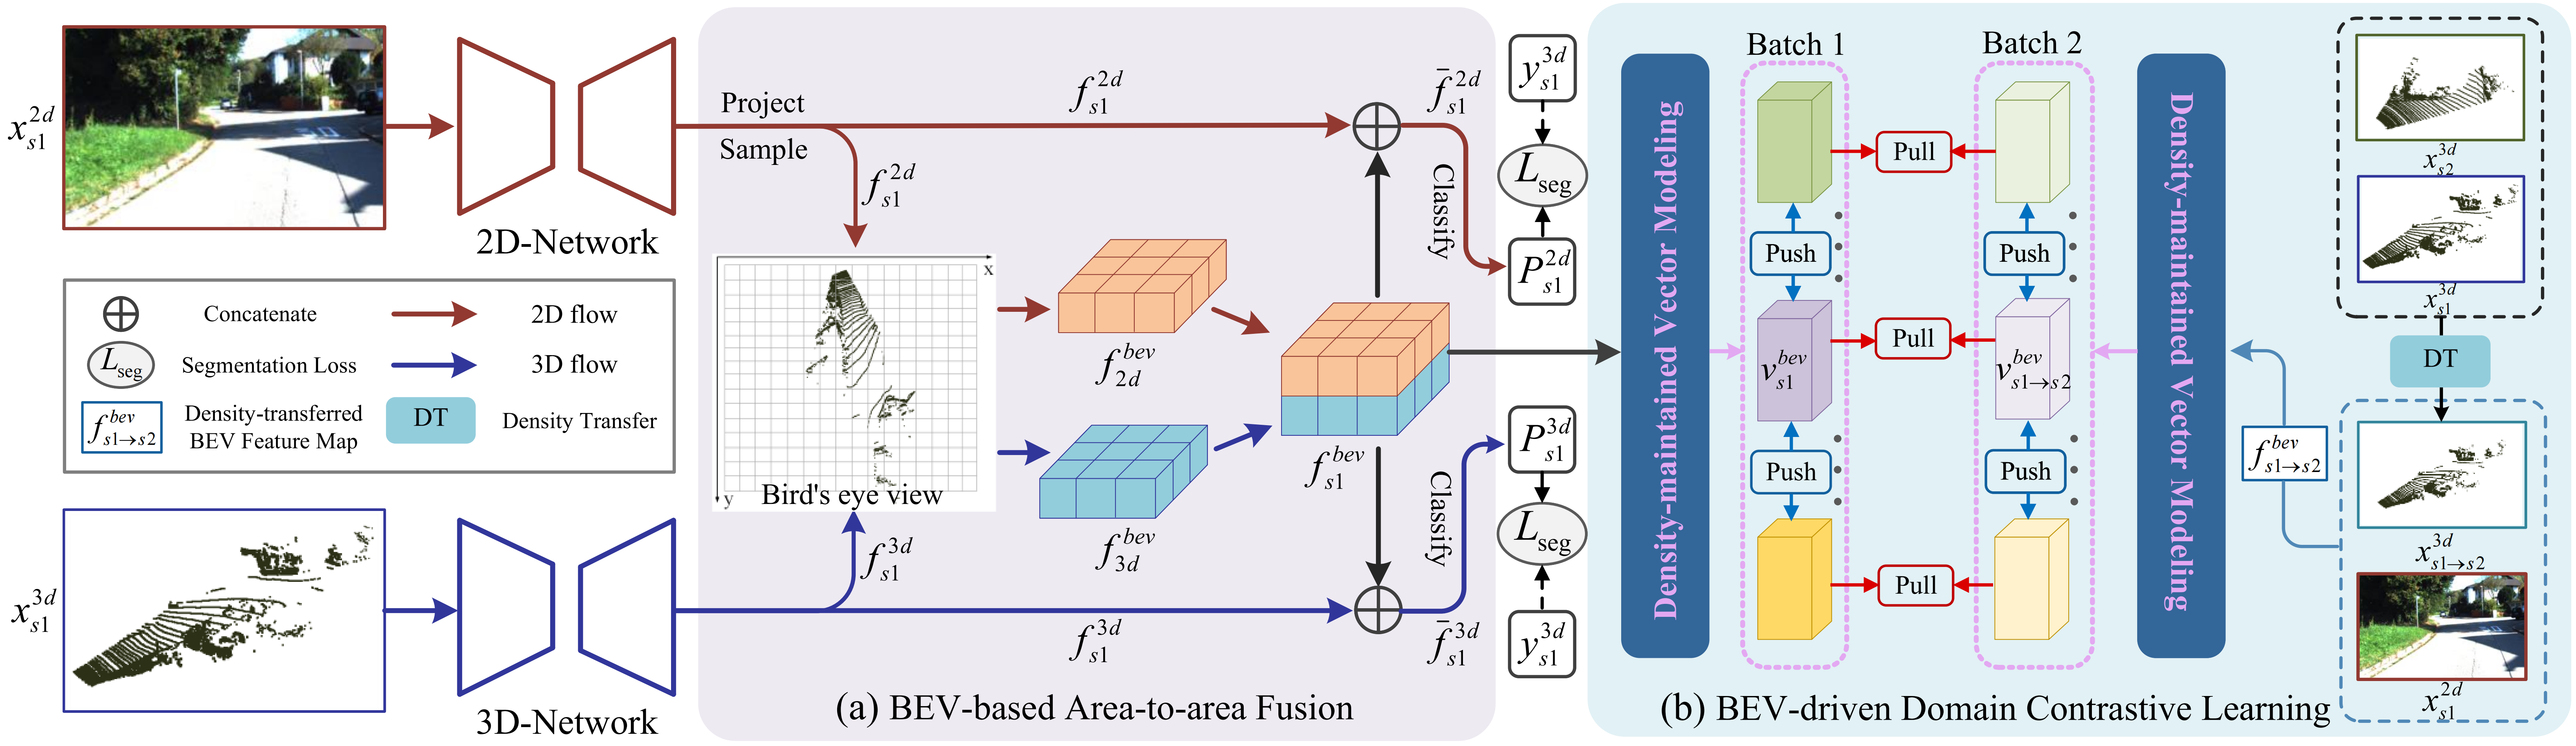 x_{s1}^{2d}
2D-Network
Concatenate
2D flow
L_{seg}
Segmentation Loss
3D flow
f_{s1→s2}^{bev}
Density-transferred
BEV Feature Map
DT
Density Transfer
x_{s1}^{3d}
3D-Network
Project
Sample
f_{s1}^{2d}
f_{s1}^{2d}
x
y
Bird's eye view
f_{s1}^{3d}
f_{s1}^{3d}
f_{2d}^{bev}
f_{3d}^{bev}
f_{s1}^{bev}
\bar{f}_{s1}^{2d}
Classify
\bar{f}_{s1}^{3d}
Classify
(a) BEV-based Area-to-area Fusion
y_{s1}^{3d}
L_{seg}
P_{s1}^{2d}
P_{s1}^{3d}
L_{seg}
y_{s1}^{3d}
Density-maintained Vector Modeling
Batch 1
Batch 2
Pull
Push
Push
v_{s1}^{bev}
Pull
v_{s1→s2}^{bev}
Push
Push
Pull
Density-maintained Vector Modeling
x_{s2}^{3d}
x_{s1}^{3d}
DT
f_{s1→s2}^{bev}
x_{s1→s2}^{3d}
x_{s1}^{2d}
(b) BEV-driven Domain Contrastive Learning